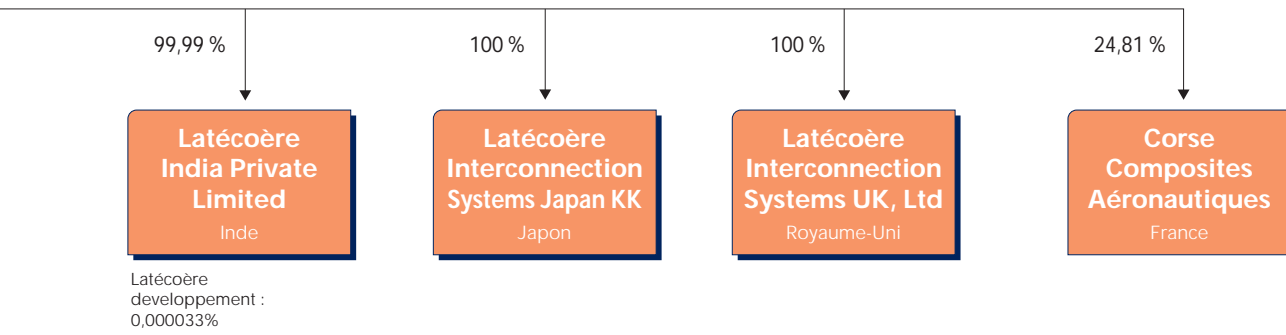 99,99 %
100 %
100 %
24,81 %
Latécoère
India Private
Limited
Inde
Latécoère
Interconnection
Systems Japan KK
Japon
Latécoère
Interconnection
Systems UK, Ltd
Royaume-Uni
Corse
Composites
Aéronautiques
France
Latécoère
developpement :
0,000033%